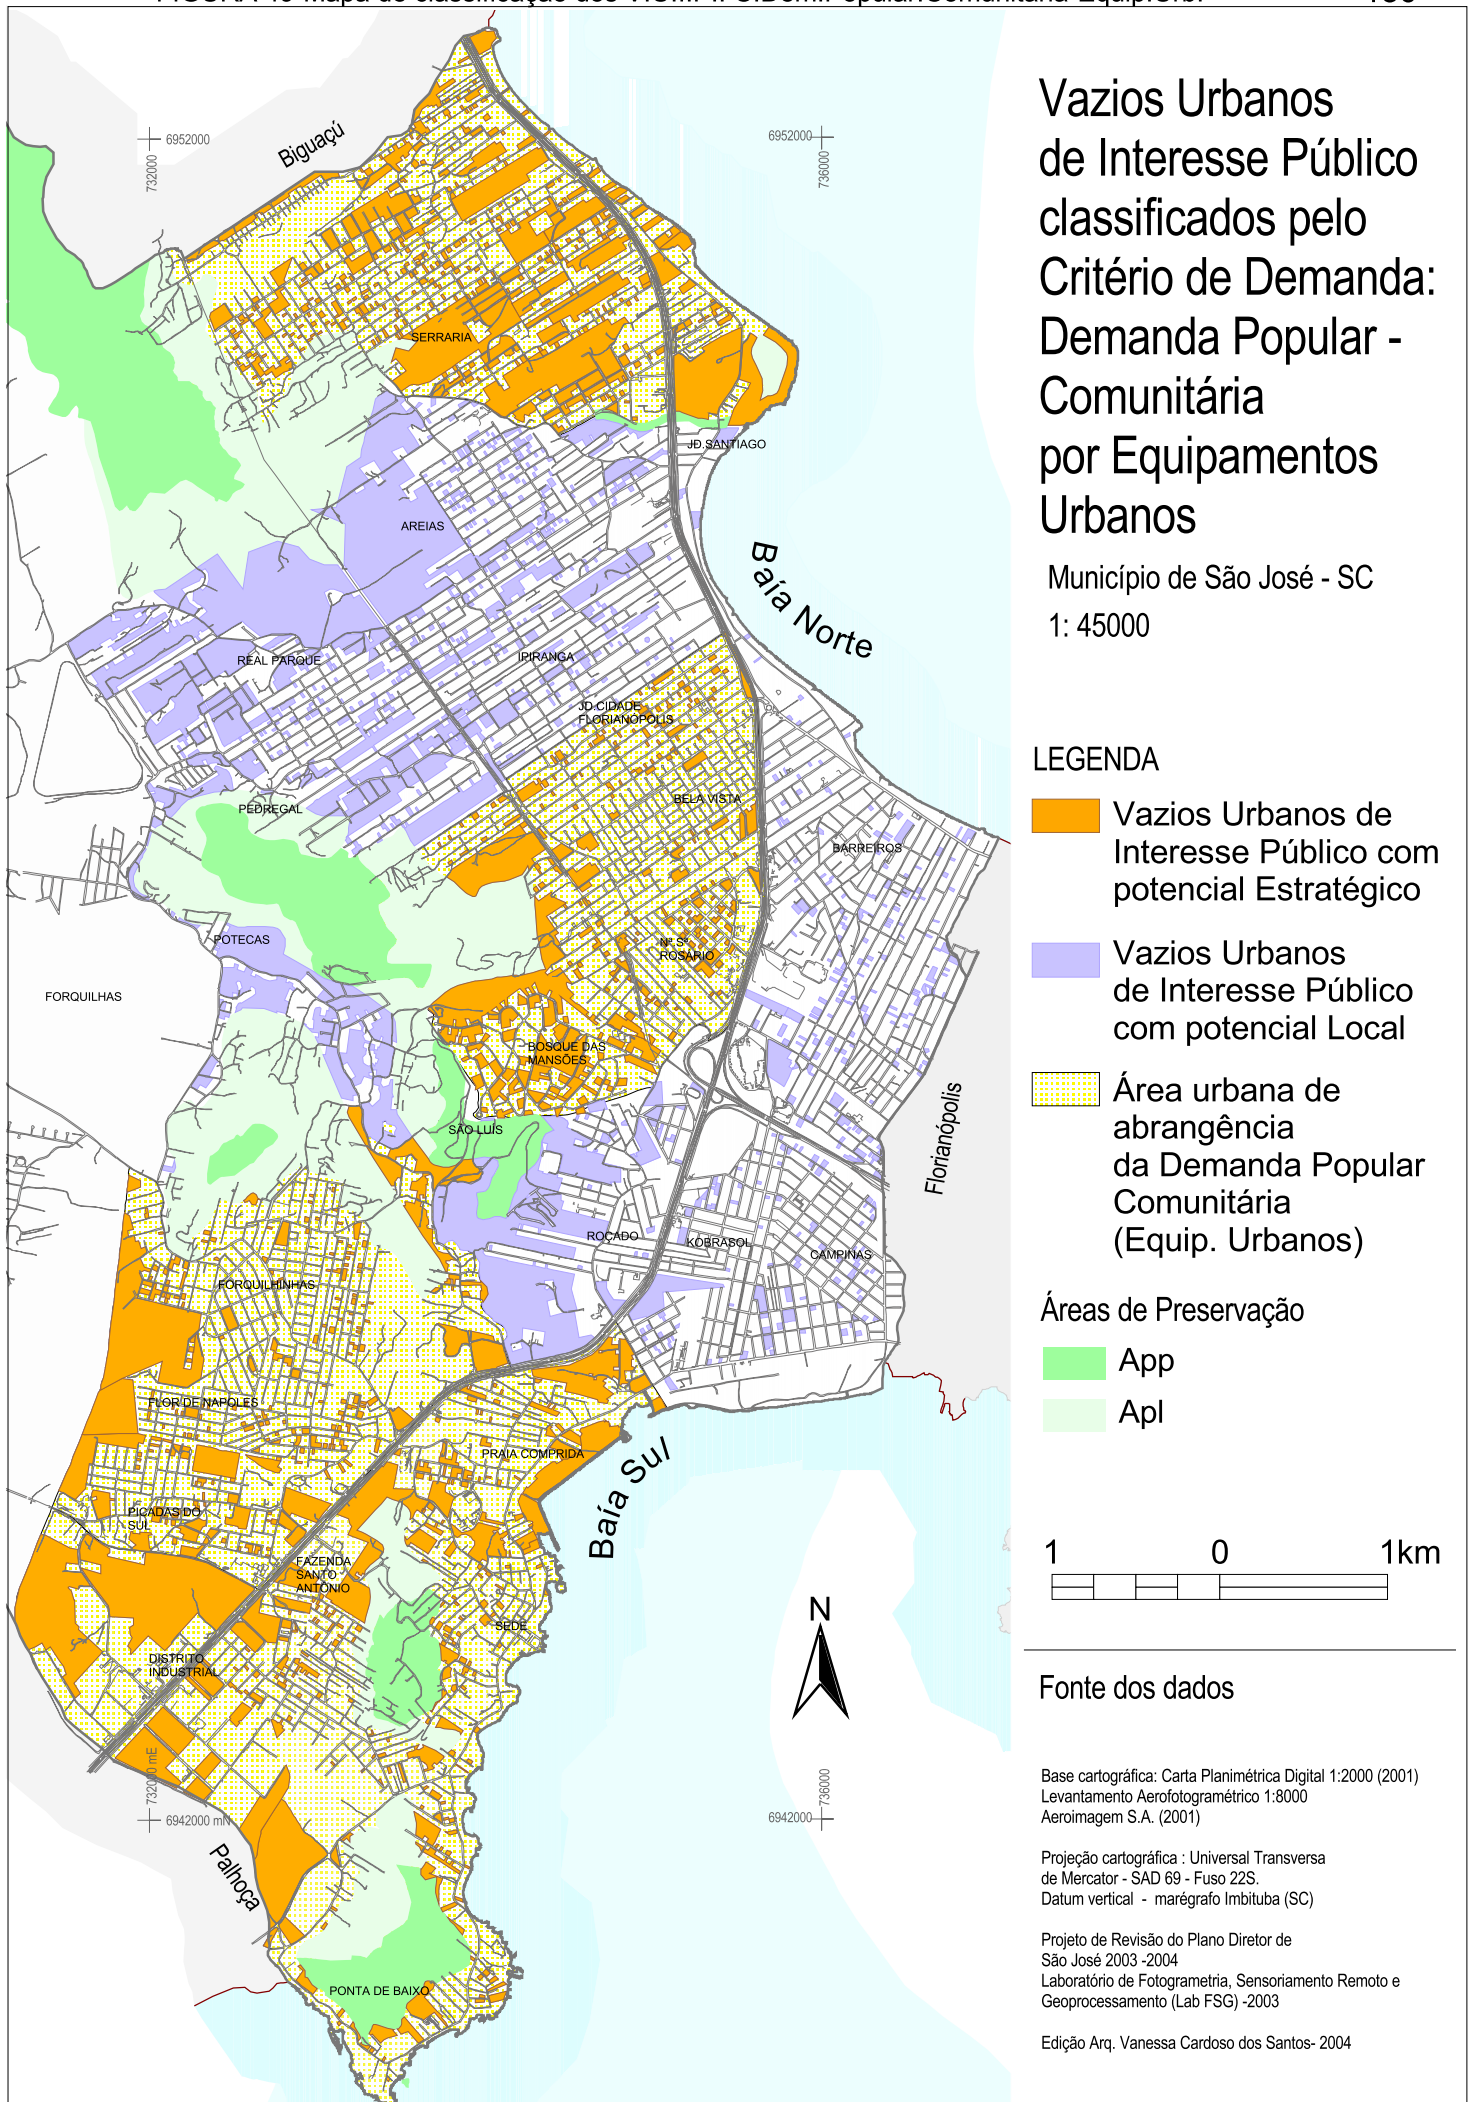 Vazios Urbanos
de Interesse Público
classificados pelo
Critério de Demanda:
Demanda Popular -
Comunitária
por Equipamentos
Urbanos
Município de São José - SC
1: 45000
LEGENDA
Vazios Urbanos de
Interesse Público com
potencial Estratégico
Vazios Urbanos
de Interesse Público
com potencial Local
Área urbana de
abrangência
da Demanda Popular
Comunitária
(Equip. Urbanos)
Áreas de Preservação
App
Apl
1 0 1km
Fonte dos dados
Base cartográfica: Carta Planimétrica Digital 1:2000 (2001)
Levantamento Aerofotogramétrico 1:8000
Aeroimagem S.A. (2001)
Projeção cartográfica : Universal Transversa
de Mercator - SAD 69 - Fuso 22S.
Datum vertical - marégrafo Imbituba (SC)
Projeto de Revisão do Plano Diretor de
São José 2003 -2004
Laboratório de Fotogrametria, Sensoriamento Remoto e
Geoprocessamento (Lab FSG) -2003
Edição Arq. Vanessa Cardoso dos Santos- 2004
6952000
732000
Biguaçú
6952000
736000
SERRARIA
JD.SANTIAGO
AREIAS
Baía Norte
REAL PARQUE
IPIRANGA
JD.CIDADE
FLORIANÓPOLIS
PEDREGAL
BELA VISTA
BARREIROS
POTECAS
Nª Sª
ROSÁRIO
FORQUILHAS
BOSQUE DAS
MANSÕES
SÃO LUÍS
Florianópolis
ROÇADO
KOBRASOL
CAMPINAS
FORQUILHINHAS
FLOR DE NAPOLES
PRAIA COMPRIDA
Baía Sul
PICADAS DO
SUL
FAZENDA
SANTO
ANTÔNIO
SEDE
N
DISTRITO
INDUSTRIAL
732000 mE
6942000 mN
736000
6942000
Palhoça
PONTA DE BAIXO